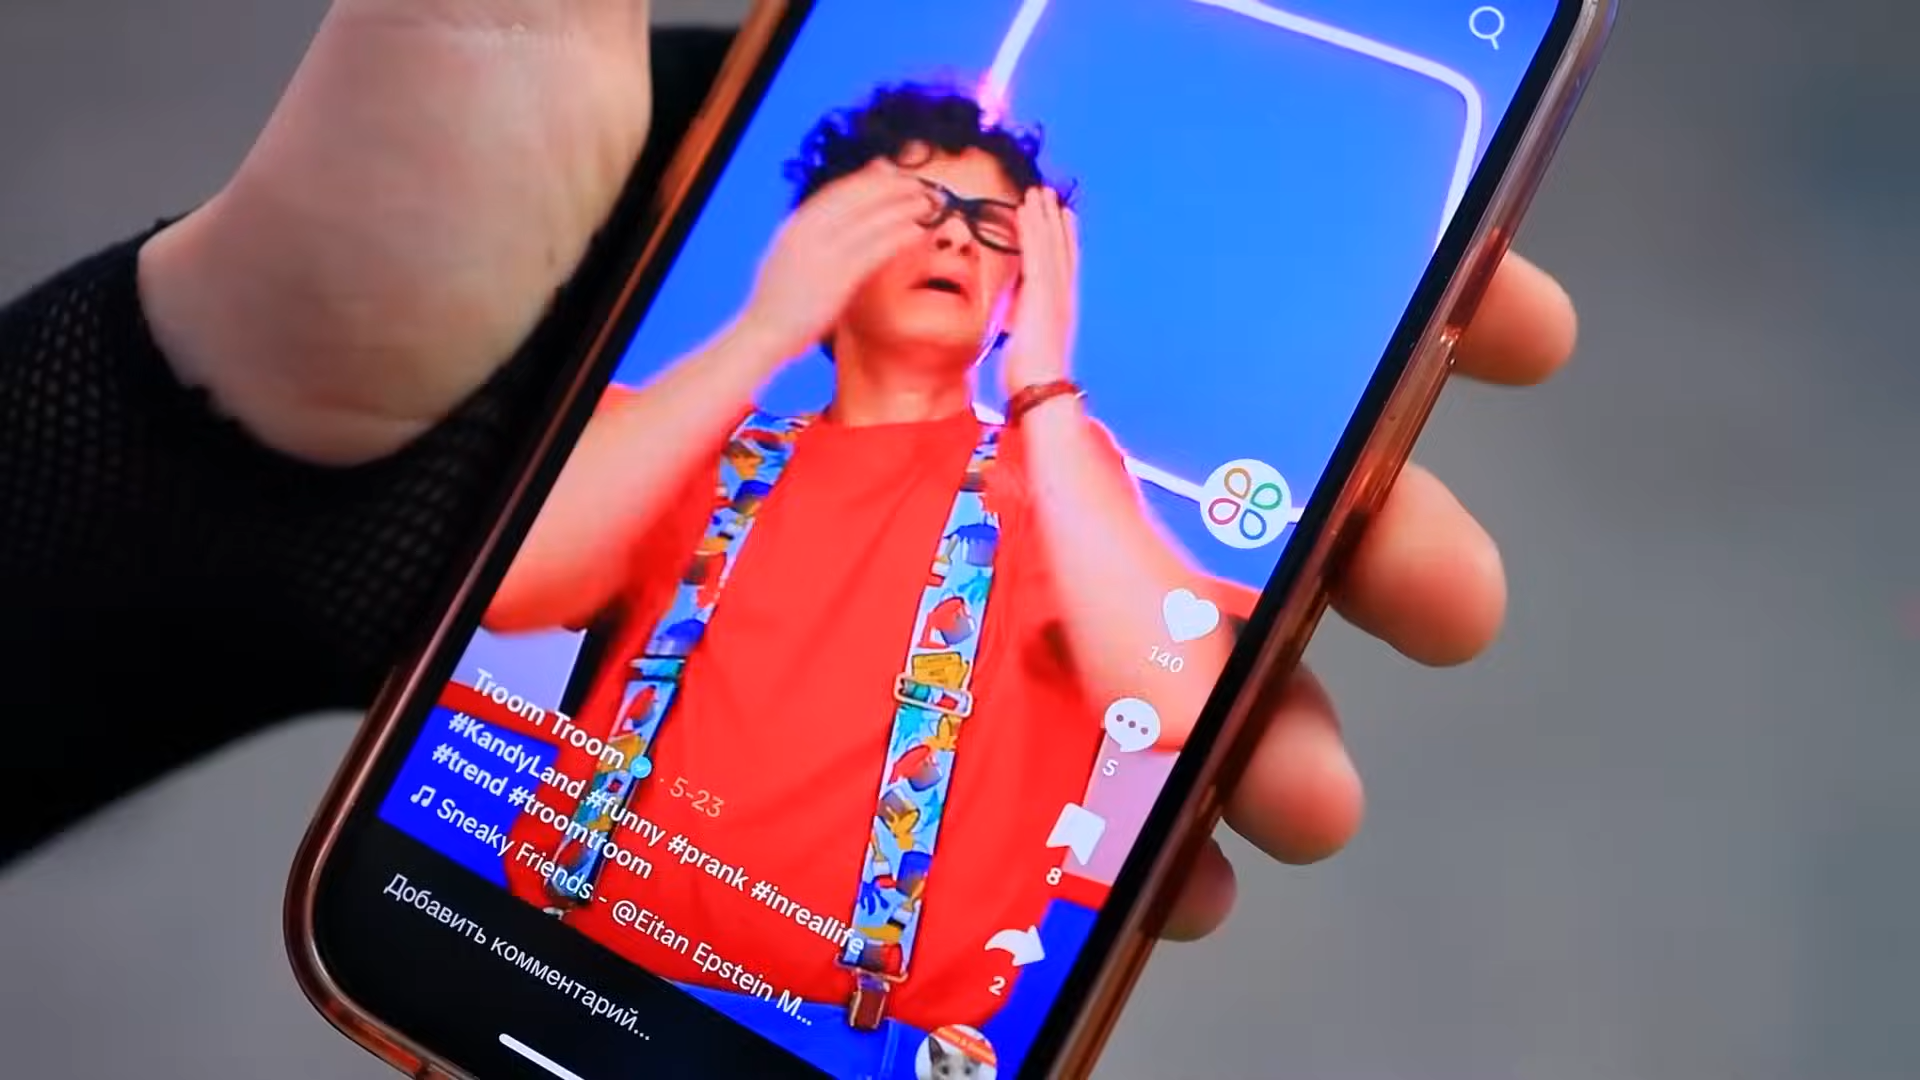 140
5
8
2
Troom Troom · 5-23
#KandyLand #funny #prank #inreallife
#trend #troomtroom
Sneaky Friends - @Eitan Epstein M...
Добавить комментарий...